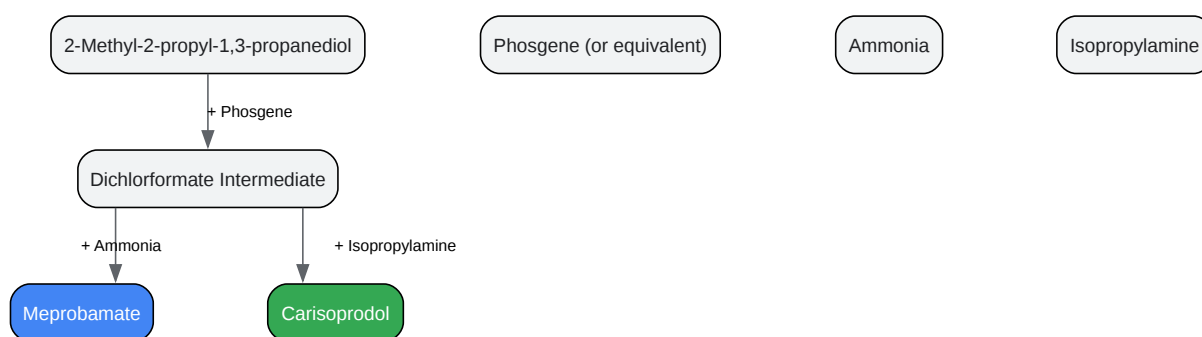 2-Methyl-2-propyl-1,3-propanediol
Phosgene (or equivalent)
Ammonia
Isopropylamine
+ Phosgene
Dichlorformate Intermediate
+ Ammonia
+ Isopropylamine
Meprobamate
Carisoprodol